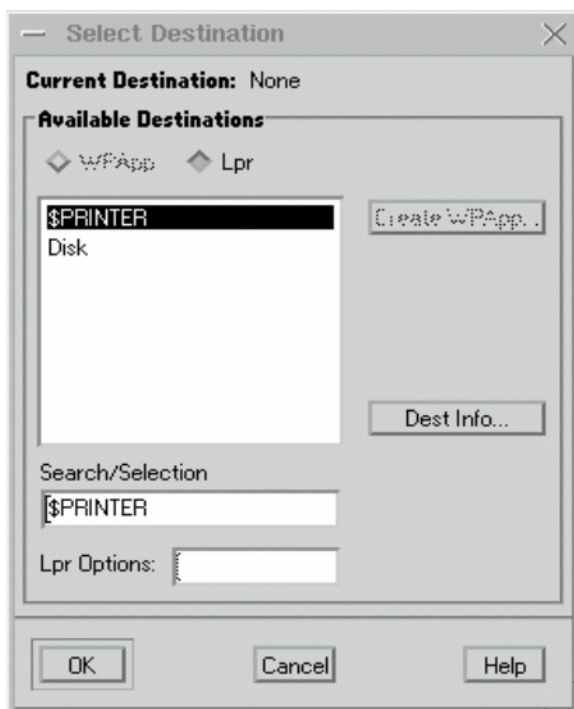 Select Destination
Current Destination: None
Available Destinations
WPApp Lpr
$PRINTER
Create WPApp...
Disk
Dest Info...
Search/Selection
$PRINTER
Lpr Options:
OK Cancel Help